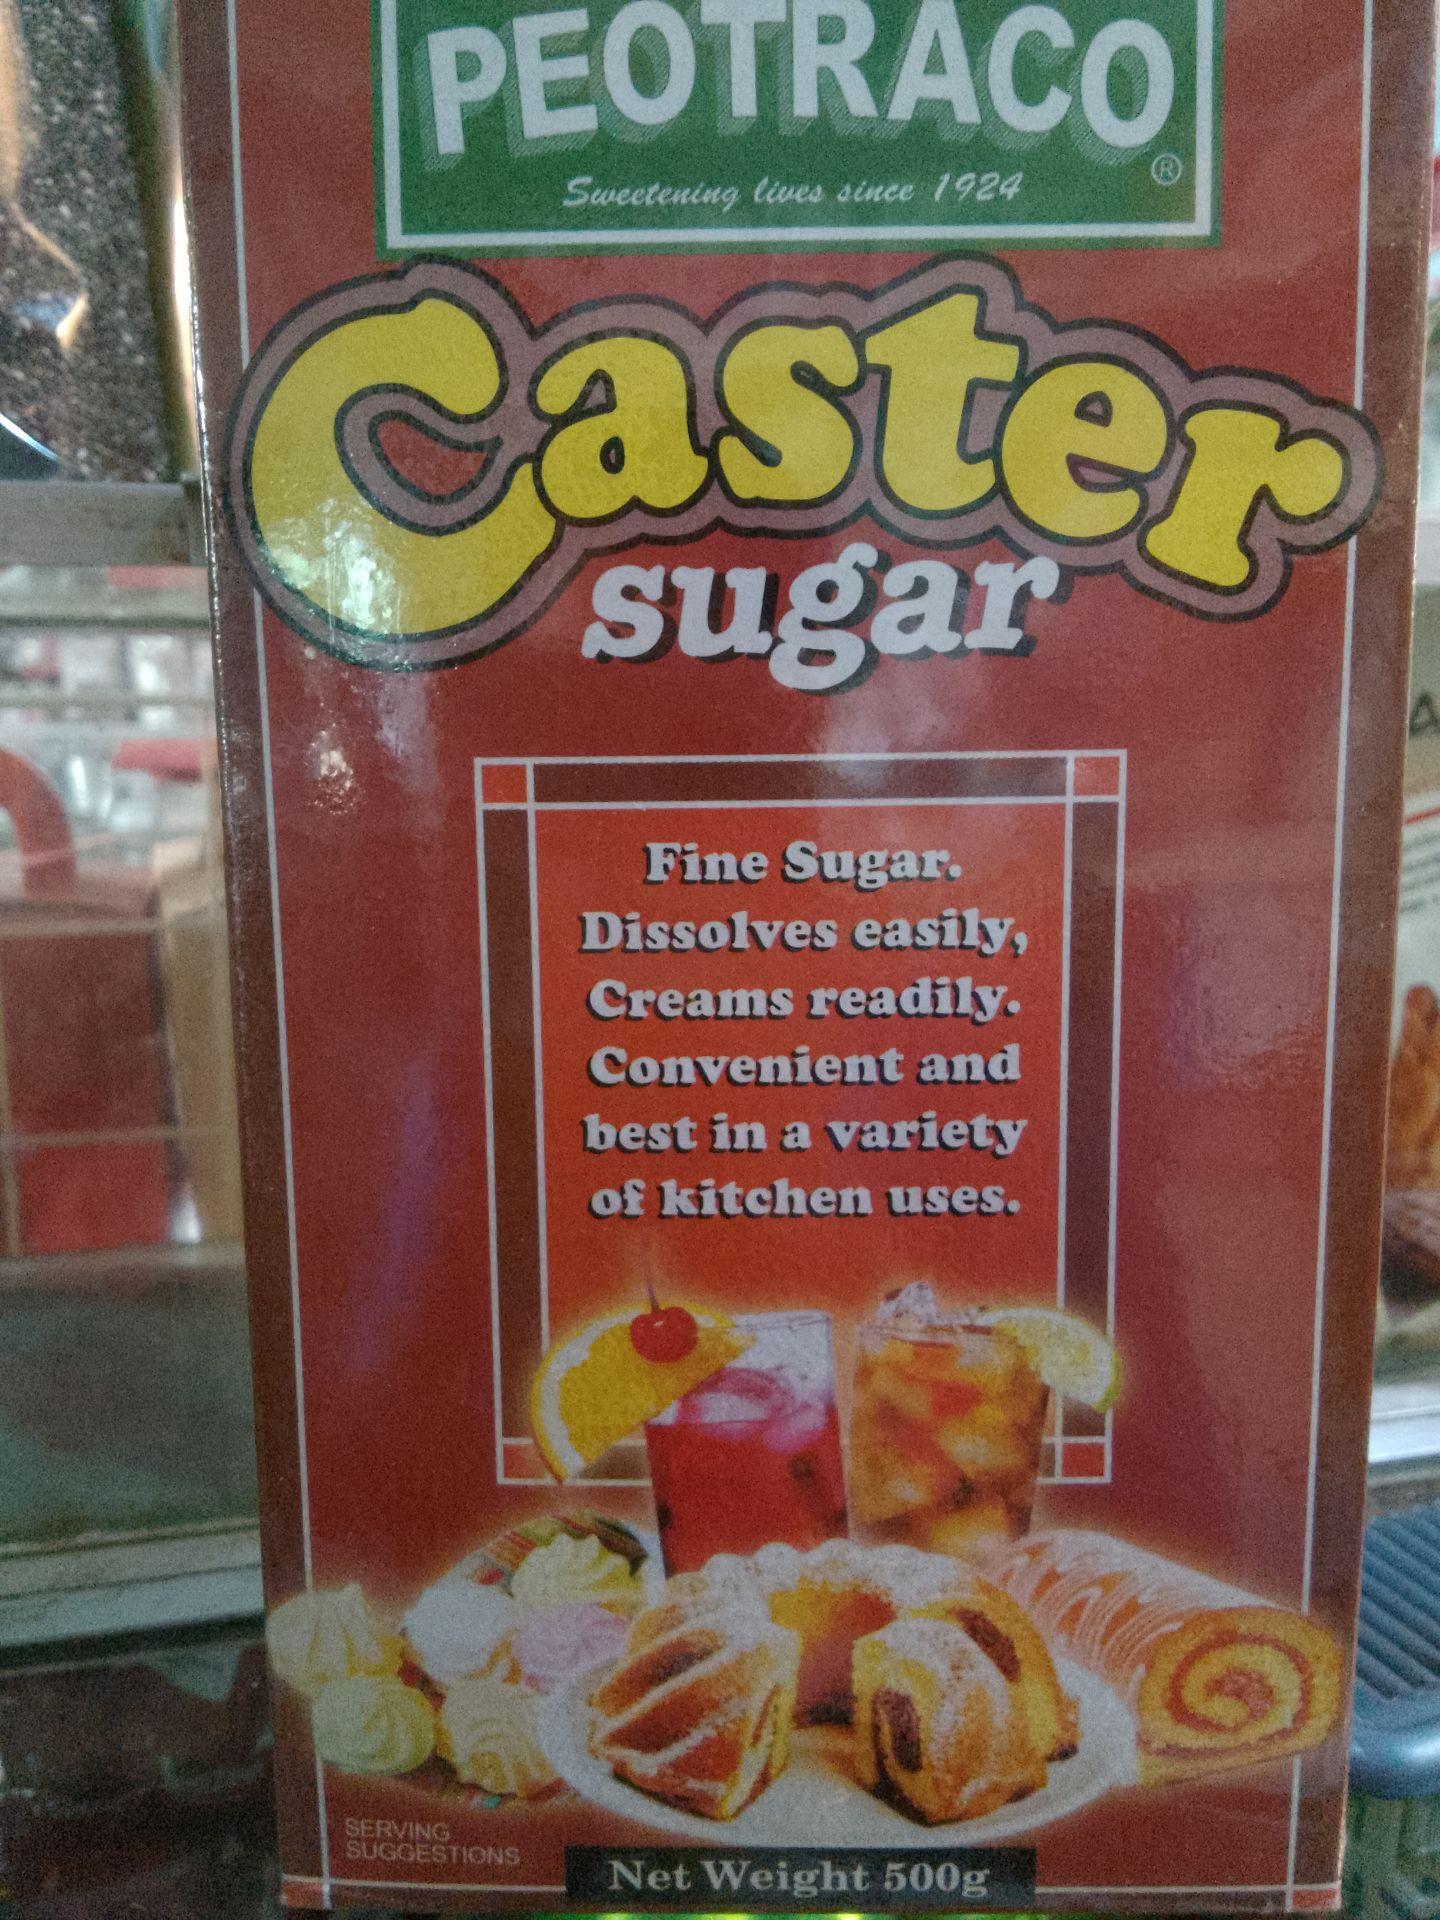 PEOTRACO
®
Sweetening lives since 1924
Caster
sugar
Fine Sugar.
Dissolves easily,
Creams readily.
Convenient and
best in a variety
of kitchen uses.
SERVING
SUGGESTIONS
Net Weight 500g